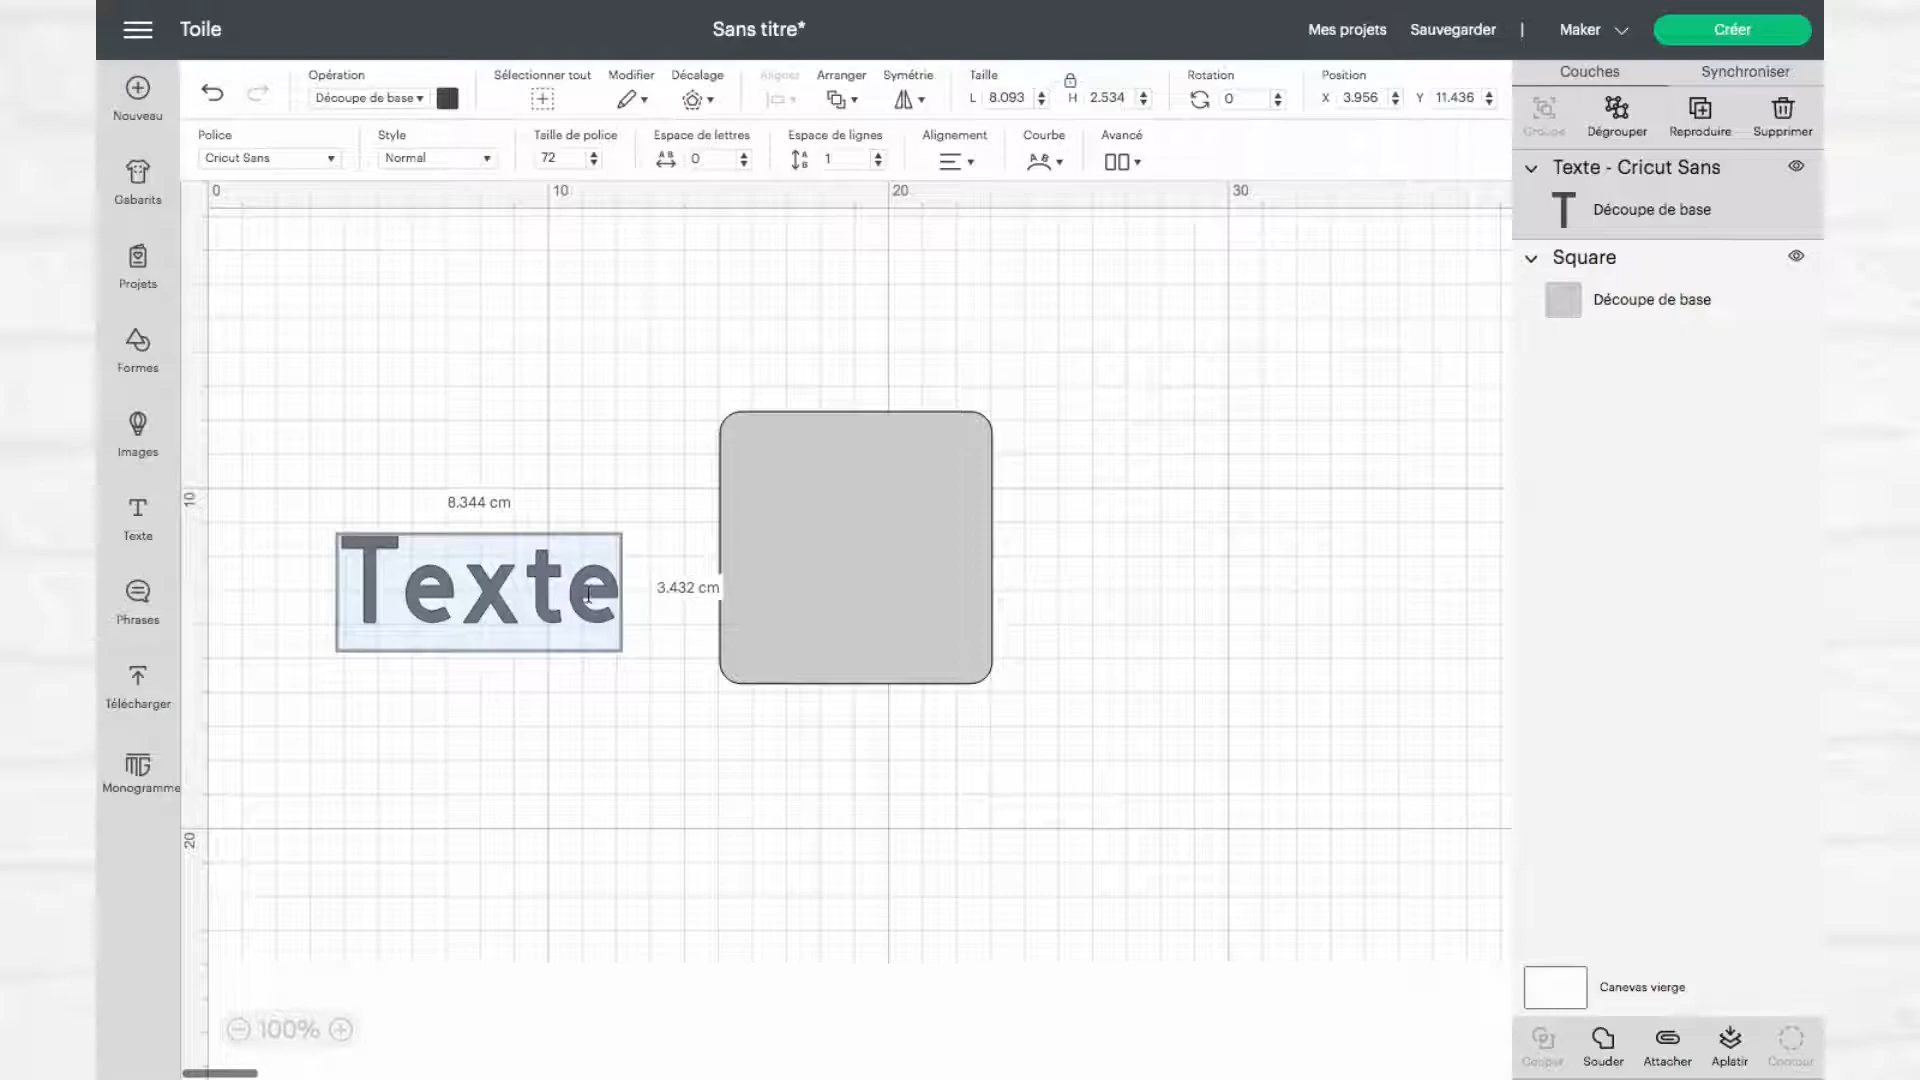 Toile
Sans titre*
Mes projets
Sauvegarder
|
Maker
Créer
Nouveau
Gabarits
Projets
Formes
Images
Texte
Phrases
Télécharger
Monogramme
Opération
Découpe de base
Sélectionner tout
Modifier
Décalage
Aligner
Arranger
Symétrie
Taille
L 8.093
H 2.534
Rotation
0
Position
X 3.956
Y 11.436
Police
Cricut Sans
Style
Normal
Taille de police
72
Espace de lettres
0
Espace de lignes
1
Alignement
Courbe
Avancé
0 10 20 30
10
20
8.344 cm
Texte
3.432 cm
100%
Couches
Synchroniser
Groupe
Dégrouper
Reproduire
Supprimer
Texte - Cricut Sans
Découpe de base
Square
Découpe de base
Canevas vierge
Couper
Souder
Attacher
Aplatir
Contour